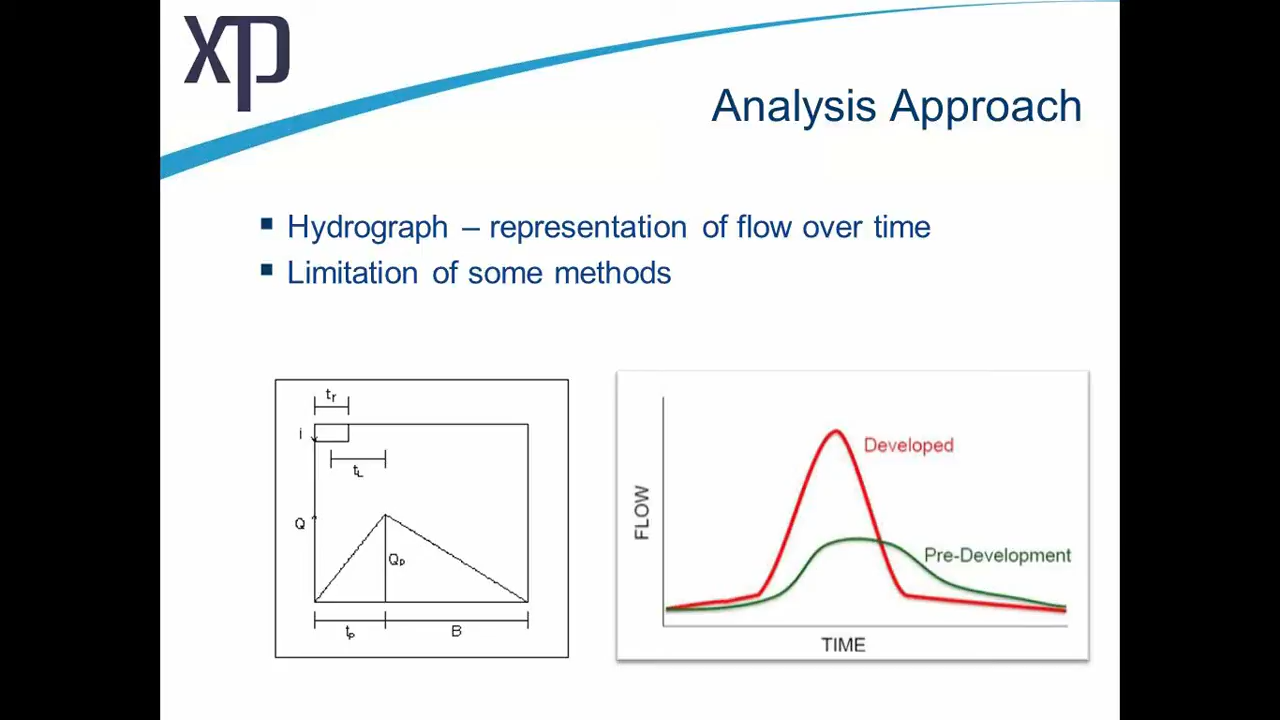 xp
Analysis Approach
Hydrograph – representation of flow over time
Limitation of some methods
tr
i
tL
Q
Qp
tp
B
Developed
FLOW
Pre-Development
TIME